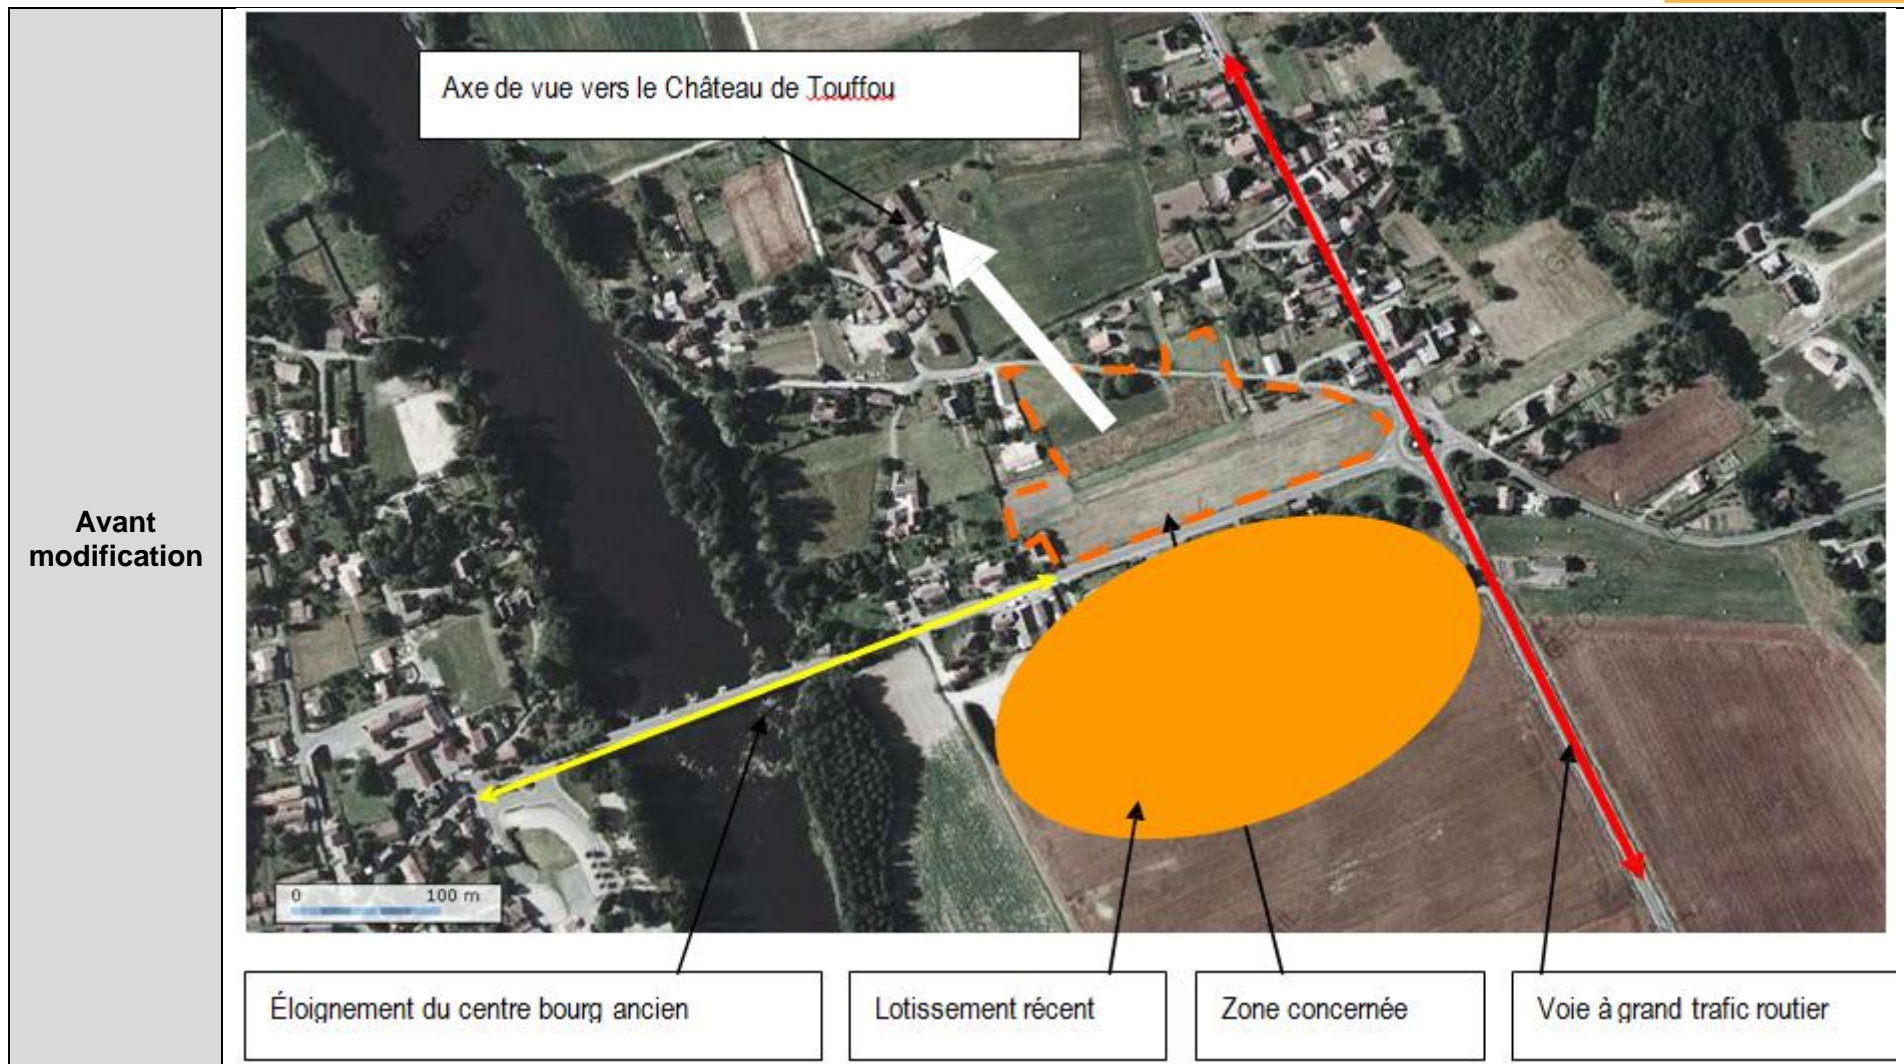 Avant
modification
Axe de vue vers le Château de Touffou
0 100 m
Éloignement du centre bourg ancien
Lotissement récent
Zone concernée
Voie à grand trafic routier